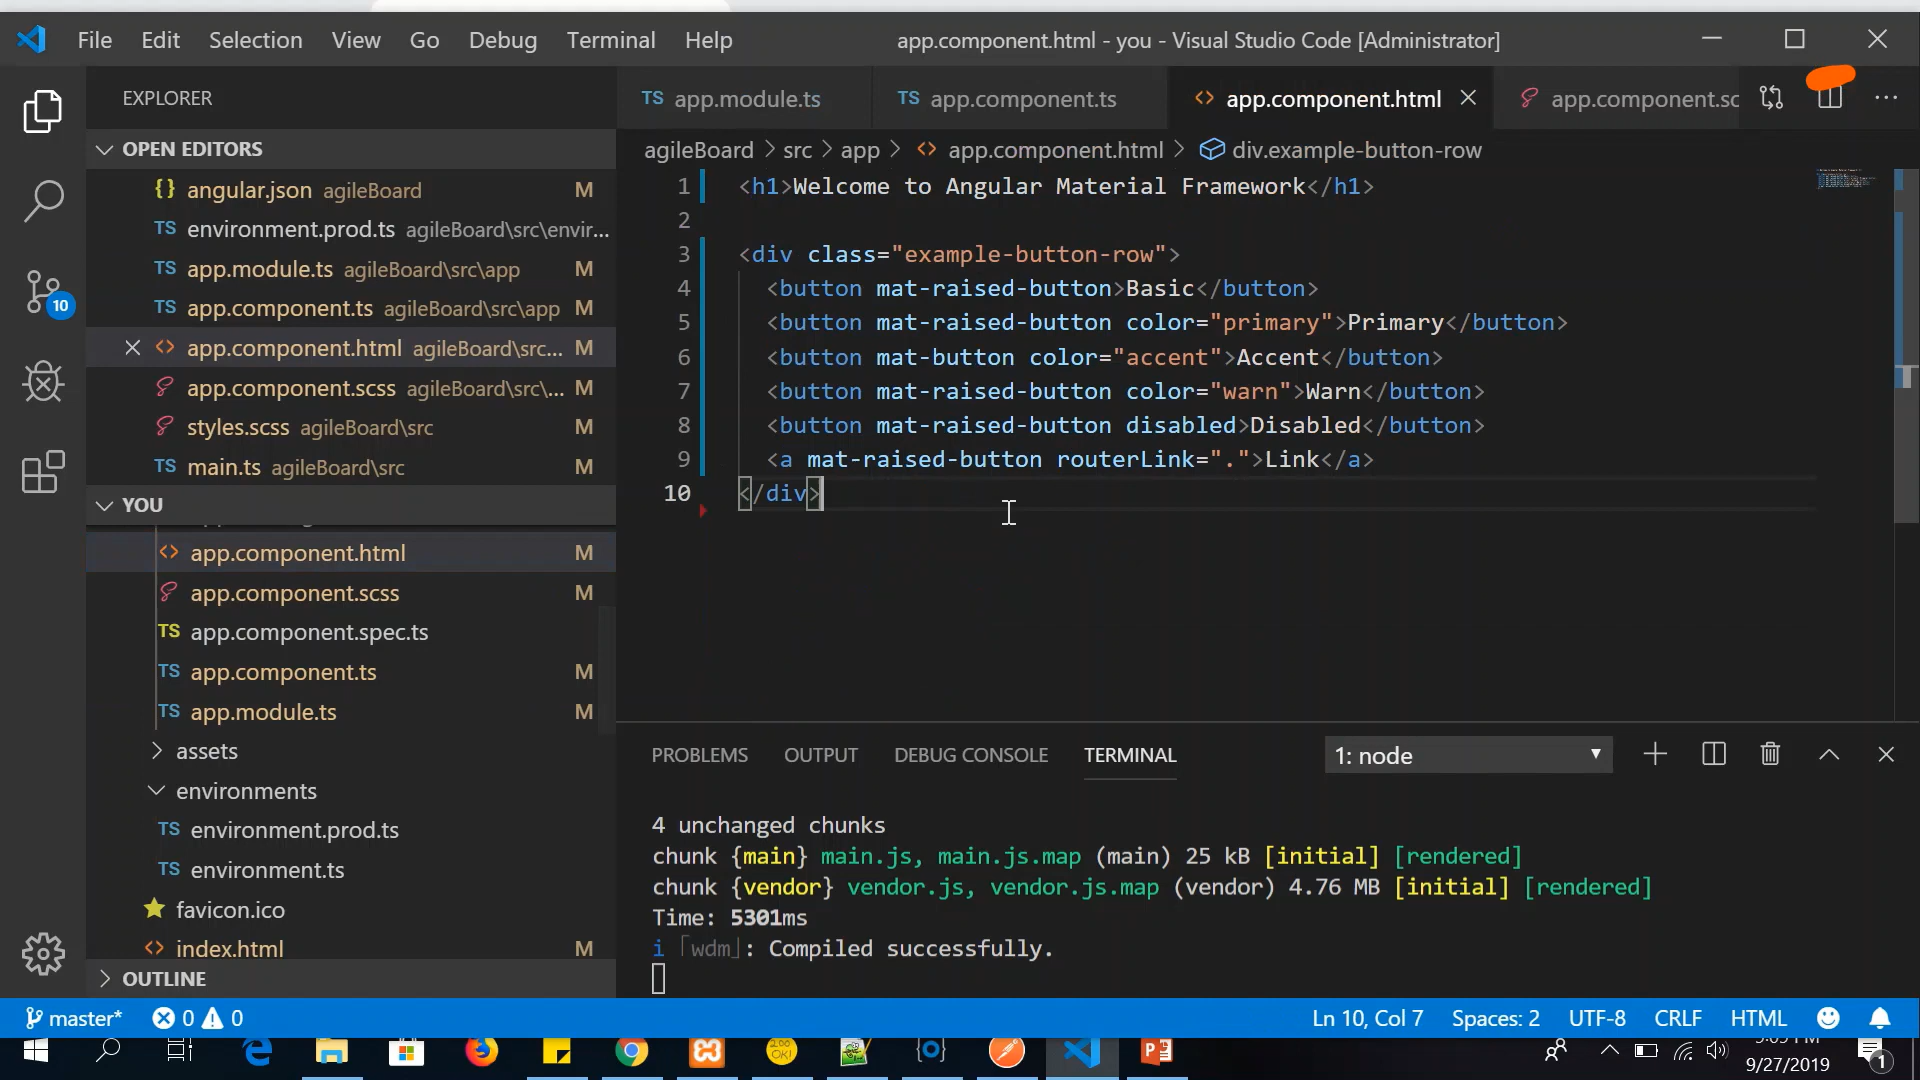 File Edit Selection View Go Debug Terminal Help app.component.html - you - Visual Studio Code [Administrator]
EXPLORER
OPEN EDITORS
{} angular.json agileBoard M
TS environment.prod.ts agileBoard\src\envir...
TS app.module.ts agileBoard\src\app M
TS app.component.ts agileBoard\src\app M
app.component.html agileBoard\src... M
app.component.scss agileBoard\src\... M
styles.scss agileBoard\src M
TS main.ts agileBoard\src M
YOU
app.component.html M
app.component.scss M
TS app.component.spec.ts
TS app.component.ts M
TS app.module.ts M
assets
environments
TS environment.prod.ts
TS environment.ts
favicon.ico
index.html M
OUTLINE
10
TS app.module.ts TS app.component.ts <> app.component.html app.component.sc
agileBoard > src > app > <> app.component.html > div.example-button-row
1 <h1>Welcome to Angular Material Framework</h1>
2
3 <div class="example-button-row">
4 <button mat-raised-button>Basic</button>
5 <button mat-raised-button color="primary">Primary</button>
6 <button mat-button color="accent">Accent</button>
7 <button mat-raised-button color="warn">Warn</button>
8 <button mat-raised-button disabled>Disabled</button>
9 <a mat-raised-button routerLink=".">Link</a>
10 </div>
PROBLEMS OUTPUT DEBUG CONSOLE TERMINAL 1: node
4 unchanged chunks
chunk {main} main.js, main.js.map (main) 25 kB [initial] [rendered]
chunk {vendor} vendor.js, vendor.js.map (vendor) 4.76 MB [initial] [rendered]
Time: 5301ms
i ｢wdm｣: Compiled successfully.
master* 0 0 Ln 10, Col 7 Spaces: 2 UTF-8 CRLF HTML
200 OK!
9/27/2019
1